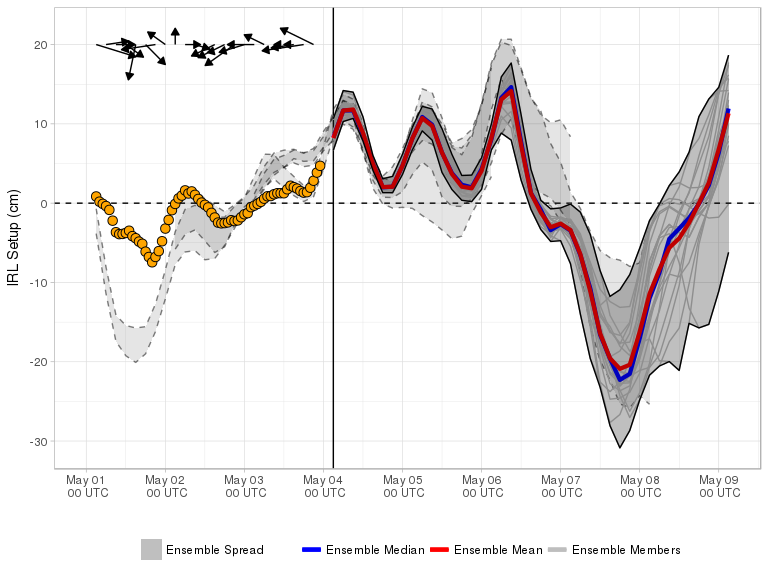 20
10
0
-10
-20
-30
IRL Setup (cm)
May 01 May 02 May 03 May 04 May 05 May 06 May 07 May 08 May 09
00 UTC 00 UTC 00 UTC 00 UTC 00 UTC 00 UTC 00 UTC 00 UTC 00 UTC
Ensemble Spread Ensemble Median Ensemble Mean Ensemble Members